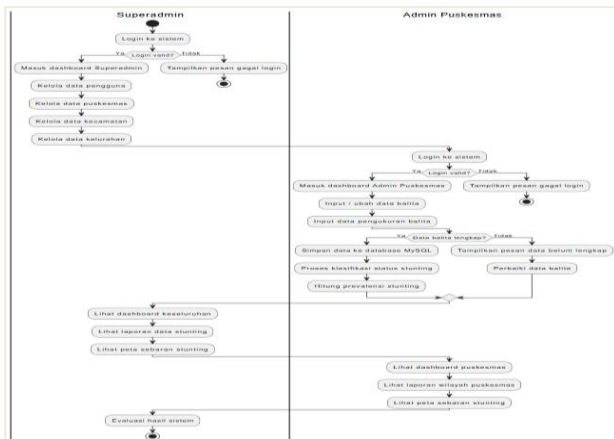 Superadmin
Admin Puskesmas
Login ke sistem
Ya
Login valid?
Tidak
Masuk dashboard Superadmin
Tampilkan pesan gagal login
Kelola data pengguna
Kelola data puskesmas
Kelola data kecamatan
Kelola data kelurahan
Login ke sistem
Ya
Login valid?
Tidak
Masuk dashboard Admin Puskesmas
Tampilkan pesan gagal login
Input / ubah data balita
Input data pengukuran balita
Ya
Data balita lengkap?
Tidak
Simpan data ke database MySQL
Tampilkan pesan data belum lengkap
Proses klasifikasi status stunting
Perbaiki data balita
Hitung prevalensi stunting
Lihat dashboard keseluruhan
Lihat laporan data stunting
Lihat peta sebaran stunting
Lihat dashboard puskesmas
Lihat laporan wilayah puskesmas
Lihat peta sebaran stunting
Evaluasi hasil sistem